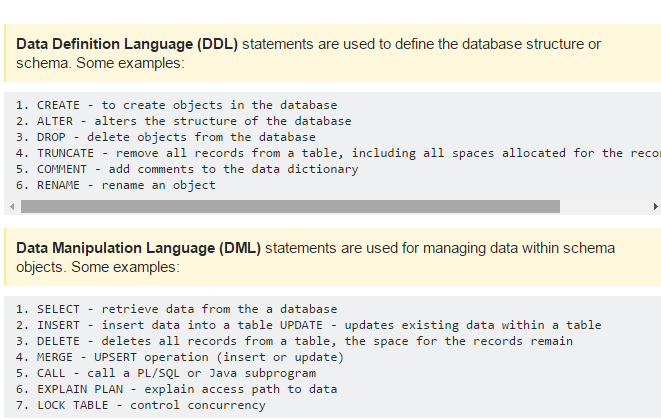 Data Definition Language (DDL) statements are used to define the database structure or
schema. Some examples:
1. CREATE - to create objects in the database
2. ALTER - alters the structure of the database
3. DROP - delete objects from the database
4. TRUNCATE - remove all records from a table, including all spaces allocated for the
5. COMMENT - add comments to the data dictionary
6. RENAME - rename an object
Data Manipulation Language (DML) statements are used for managing data within schema
objects. Some examples:
1. SELECT - retrieve data from the a database
2. INSERT - insert data into a table UPDATE - updates existing data within a table
3. DELETE - deletes all records from a table, the space for the records remain
4. MERGE - UPSERT operation (insert or update)
5. CALL - call a PL/SQL or Java subprogram
6. EXPLAIN PLAN - explain access path to data
7. LOCK TABLE - control concurrency